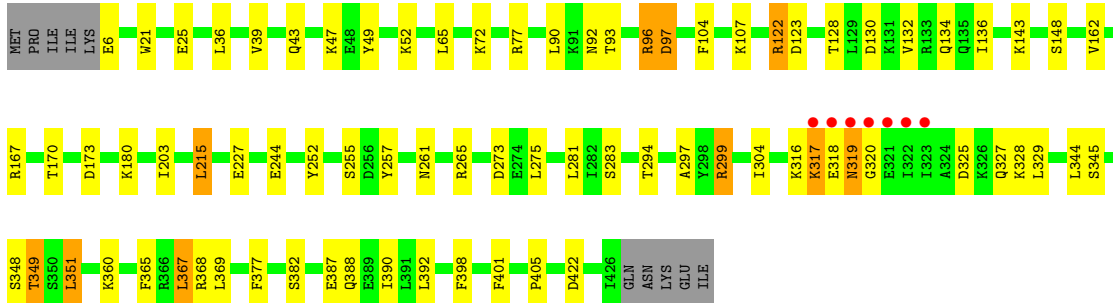 MET PRO ILE ILE LYS E6 W21 E25 L36 V39 Q43 K47 E48 Y49 K52 L65 K72 R77 L90 K91 N92 T93 R96 D97 F104 K107 R122 D123 T128 L129 D130 K131 V132 R133 Q134 Q135 I136 K143 S148 V162
R167 T170 D173 K180 I203 L215 E227 E244 Y252 S255 D256 Y257 N261 R265 D273 E274 L275 L281 I282 S283 T294 A297 Y298 R299 I304 K316 K317 E318 N319 G320 E321 I322 I323 A324 D325 K326 Q327 K328 L329 L344 S345
S348 T349 S350 L351 K360 F365 R366 L367 R368 L369 F377 S382 E387 Q388 E389 I390 L391 L392 F398 F401 P405 D422 I426 GLN ASN LYS GLU ILE